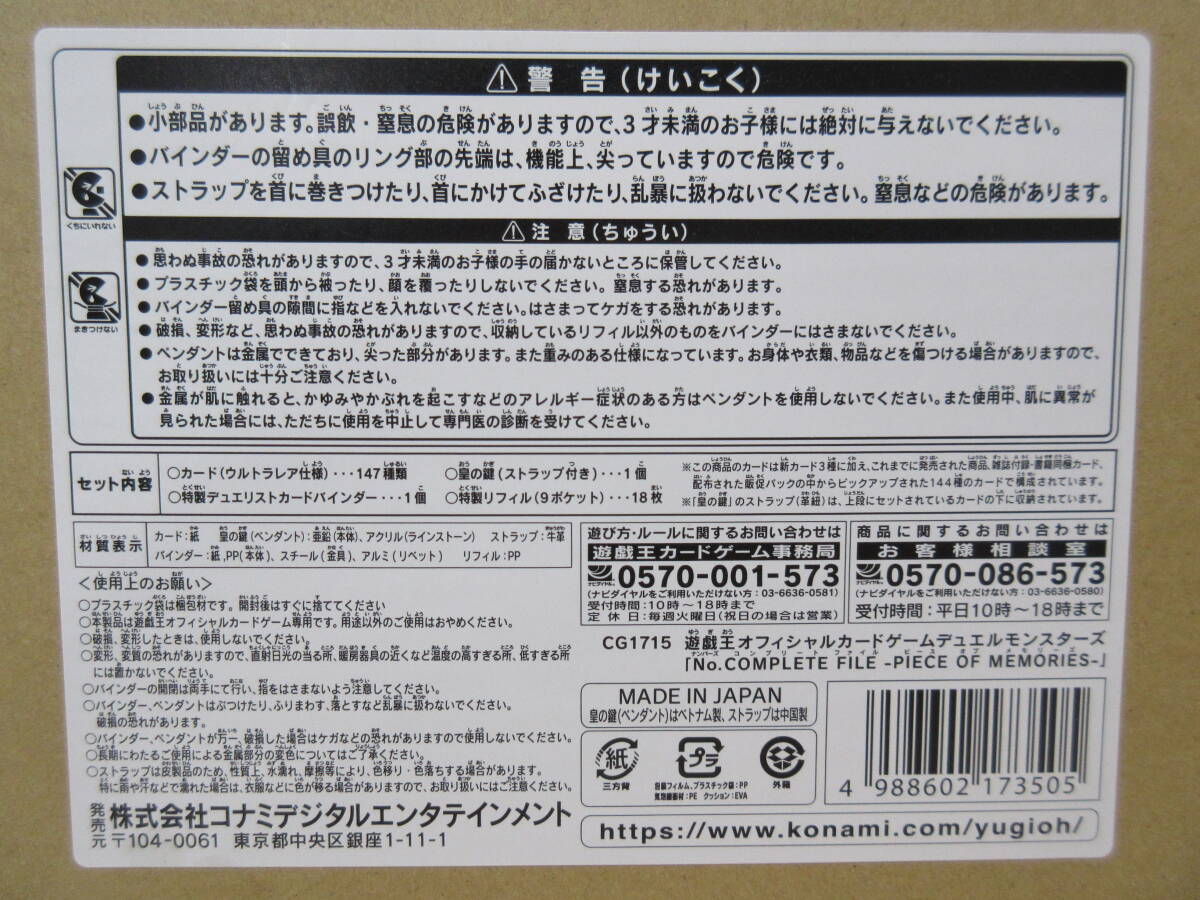 ⚠ 警 告 (けいこく)
●小部品があります。誤飲・窒息の危険がありますので、3才未満のお子様には絶対に与えないでください。
●バインダーの留め具のリング部の先端は、機能上、尖っていますので危険です。
●ストラップを首に巻きつけたり、首にかけてふざけたり、乱暴に扱わないでください。窒息などの危険があります。
くちにいれない
⚠ 注 意 (ちゅうい)
●思わぬ事故の恐れがありますので、3才未満のお子様の手の届かないところに保管してください。
●プラスチック袋を頭から被ったり、顔を覆ったりしないでください。窒息する恐れがあります。
●バインダー留め具の隙間に指などを入れないでください。はさまってケガをする恐れがあります。
●破損、変形など、思わぬ事故の恐れがありますので、収納しているリフィル以外のものをバインダーにはさまないでください。
●ペンダントは金属でできており、尖った部分があります。また重みのある仕様になっています。お身体や衣類、物品などを傷つける場合がありますので、
お取り扱いには十分ご注意ください。
●金属が肌に触れると、かゆみやかぶれを起こすなどのアレルギー症状のある方はペンダントを使用しないでください。また使用中、肌に異常が
見られた場合には、ただちに使用を中止して専門医の診断を受けてください。
まきつけない
セット内容
○カード(ウルトラレア仕様)・・・147種類
○皇の鍵(ストラップ付き)・・・1個
○特製デュエリストカードバインダー・・・1個
○特製リフィル(9ポケット)・・・18枚
※この商品のカードは新カード3種に加え、これまでに発売された商品、雑誌付録・書籍同梱カード、
配布された販促パックの中からピックアップされた144種のカードで構成されています。
※「皇の鍵」のストラップ(革紐)は、上段にセットされているカードの下に収納されています。
材質表示
カード:紙 皇の鍵(ペンダント):亜鉛(本体)、アクリル(ラインストーン) ストラップ:牛革
バインダー:紙、PP(本体)、スチール(金具)、アルミ(リベット) リフィル:PP
<使用上のお願い>
○プラスチック袋は梱包材です。開封後はすぐに捨ててください
○本製品は遊戯王オフィシャルカードゲーム専用です。用途以外のご使用はおやめください。
○破損、変形したときは、使用しないでください。
○変形、変質の恐れがありますので、直射日光の当る所、暖房器具の近くなど温度の高すぎる所、低すぎる所
には置かないでください。
○バインダーの開閉は両手にて行い、指をはさまないよう注意してください。
○バインダー、ペンダントはぶつけたり、ふりまわす、落とすなど乱暴に扱わないでください。
破損の恐れがあります。
○バインダー、ペンダントが万一、破損した場合はケガなどの恐れがありますので使用しないでください。
○長期にわたるご使用による金属部分の変色についてはご了承ください。
○ストラップは皮製品のため、性質上、水濡れ、摩擦等により、色移り・色落ちする場合があります。
特に雨や汗などで濡れた場合は、衣服などに色が移る場合がありますので、お取り扱いにはご注意ください。
発売元 株式会社コナミデジタルエンタテインメント
〒104-0061 東京都中央区銀座1-11-1
遊び方・ルールに関するお問い合わせは
遊戯王カードゲーム事務局
ナビダイヤル 0570-001-573
(ナビダイヤルがご利用いただけない方:03-6636-0581)
受付時間:10時〜18時まで
定 休 日:毎週火曜日(祝日の場合は営業)
商品に関するお問い合わせは
お客様相談室
ナビダイヤル 0570-086-573
(ナビダイヤルをご利用いただけない方:03-6636-0580)
受付時間:平日10時〜18時まで
CG1715 遊戯王オフィシャルカードゲームデュエルモンスターズ
「No.COMPLETE FILE -PIECE OF MEMORIES-」
MADE IN JAPAN
皇の鍵(ペンダント)はベトナム製、ストラップは中国製
紙
三方背
プラ
包装フィルム、プラスチック袋:PP
気泡緩衝材:PE クッション:EVA
外箱
4 988602 173505
https://www.konami.com/yugioh/